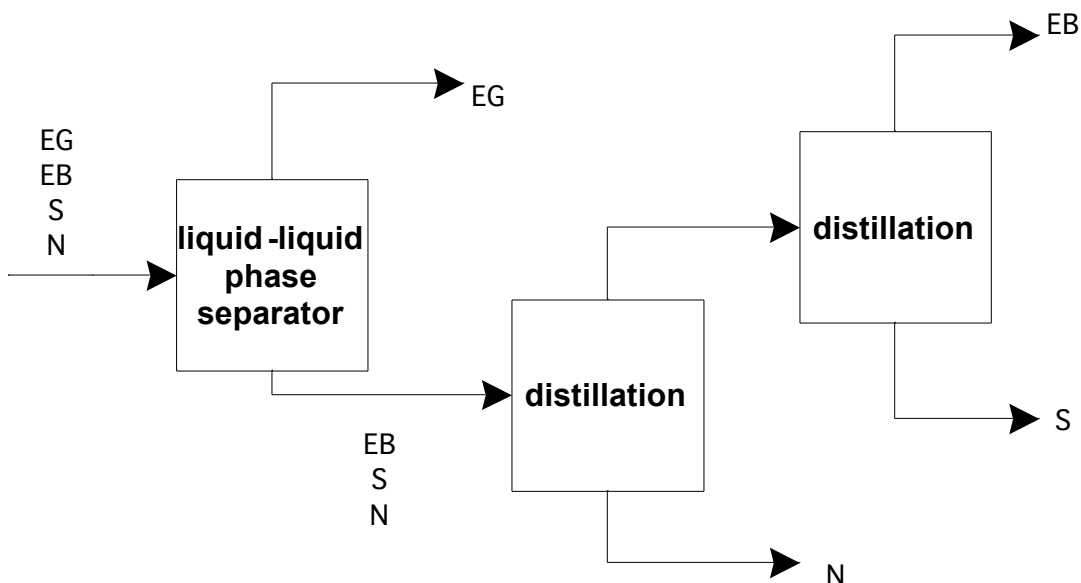 EG
EB
S
N
liquid -liquid
phase
separator
EG
EB
S
N
distillation
N
distillation
EB
S